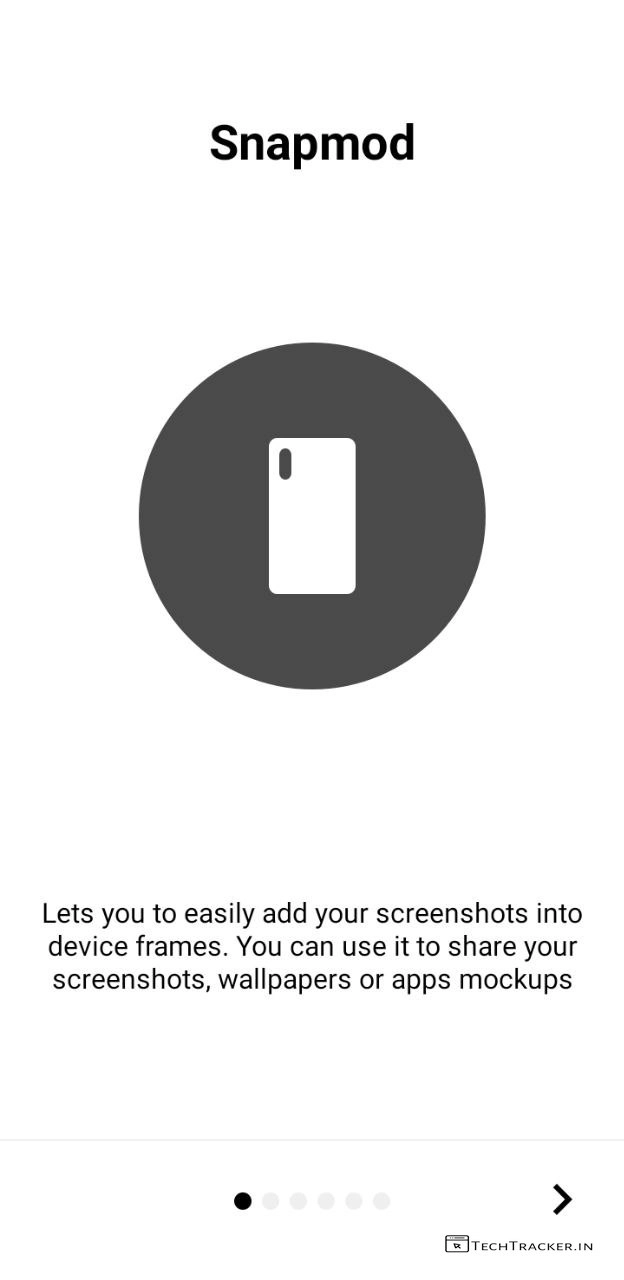 Snapmod
Lets you to easily add your screenshots into
device frames. You can use it to share your
screenshots, wallpapers or apps mockups
TECHTRACKER.IN